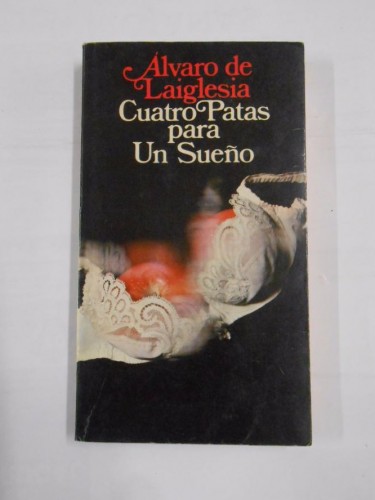 Álvaro de
Laiglesia
Cuatro Patas
para
Un Sueño